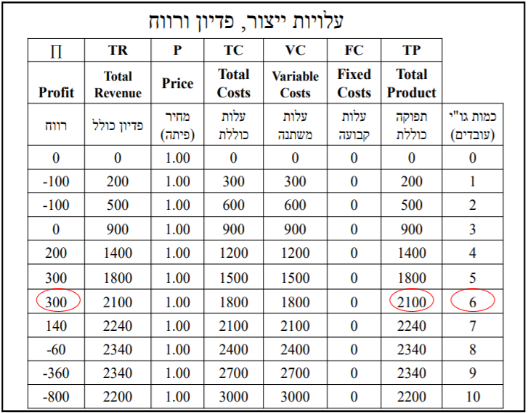 עלויות ייצור, פדיון ורווח
∏ TR P TC VC FC TP
Profit Total Revenue Price Total Costs Variable Costs Fixed Costs Total Product
רווח
פדיון כולל
מחיר (פיתה)
עלות כוללת
עלות משתנה
עלות קבועה
תפוקה כוללת
כמות גו"י (עובדים)
0 0 1.00 0 0 0 0 0
-100 200 1.00 300 300 0 200 1
-100 500 1.00 600 600 0 500 2
0 900 1.00 900 900 0 900 3
200 1400 1.00 1200 1200 0 1400 4
300 1800 1.00 1500 1500 0 1800 5
300 2100 1.00 1800 1800 0 2100 6
140 2240 1.00 2100 2100 0 2240 7
-60 2340 1.00 2400 2400 0 2340 8
-360 2340 1.00 2700 2700 0 2340 9
-800 2200 1.00 3000 3000 0 2200 10